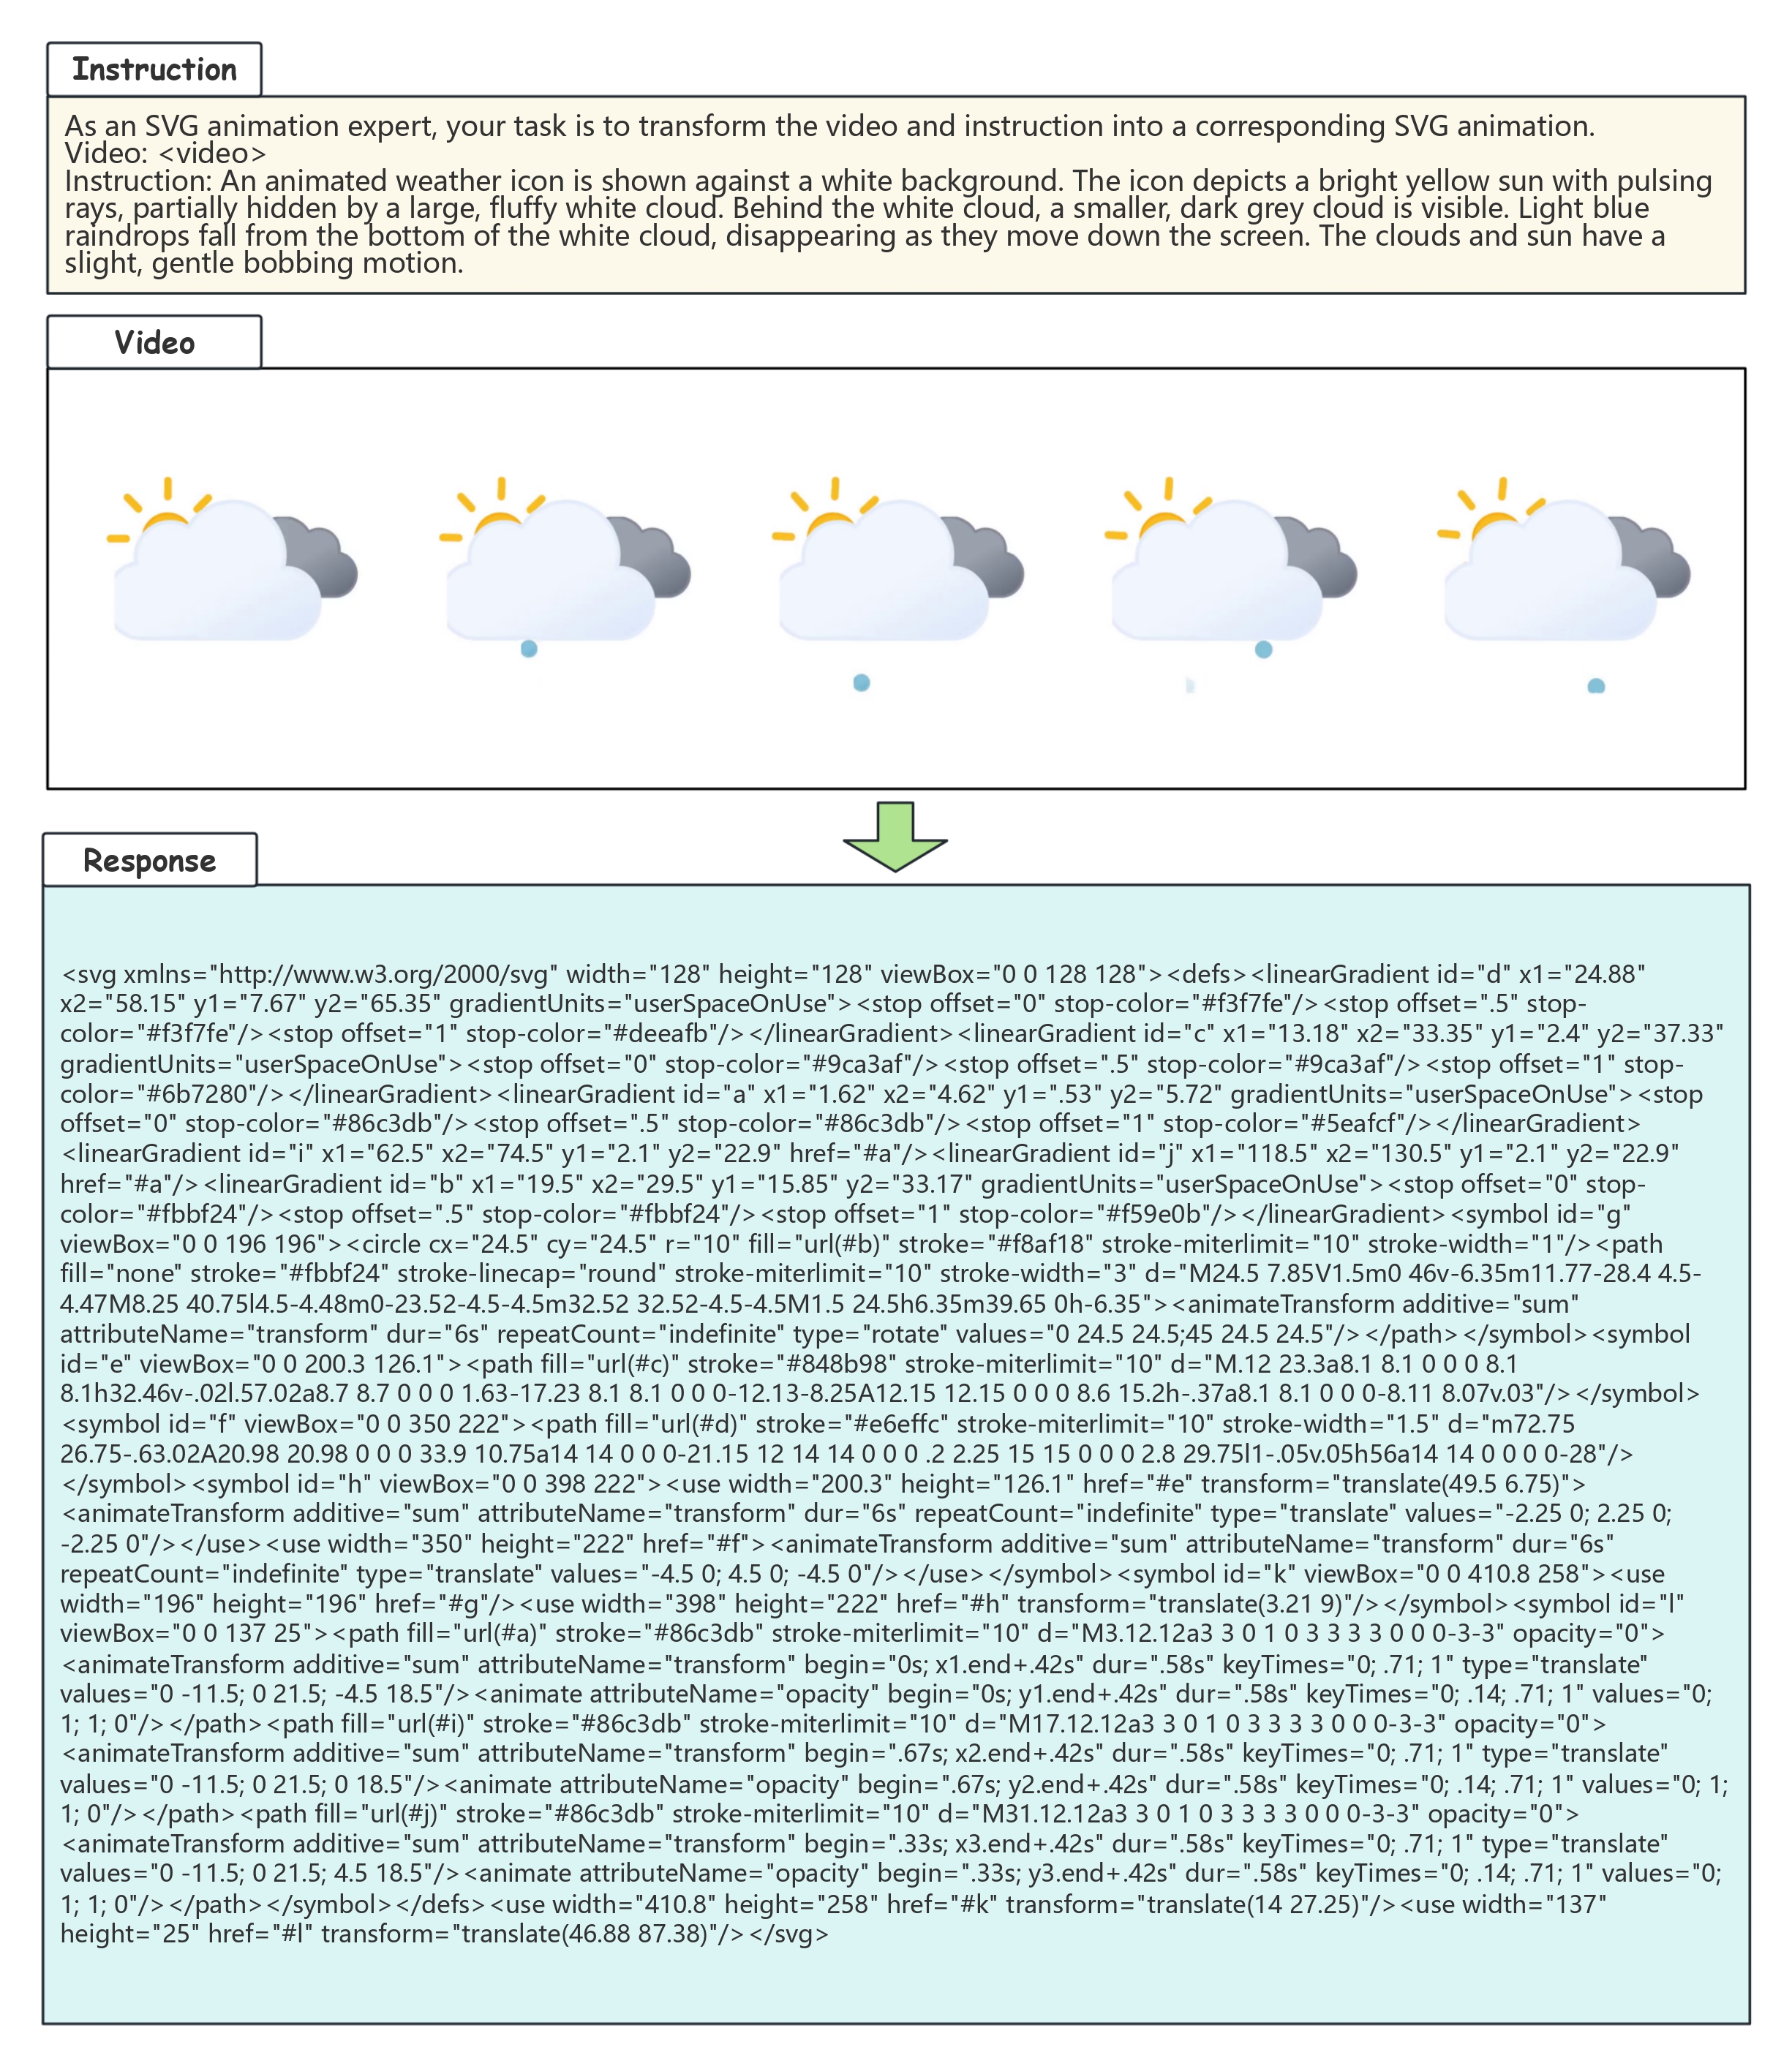 Instruction
As an SVG animation expert, your task is to transform the video and instruction into a corresponding SVG animation.
Video: <video>
Instruction: An animated weather icon is shown against a white background. The icon depicts a bright yellow sun with pulsing
rays, partially hidden by a large, fluffy white cloud. Behind the white cloud, a smaller, dark grey cloud is visible. Light blue
raindrops fall from the bottom of the white cloud, disappearing as they move down the screen. The clouds and sun have a
slight, gentle bobbing motion.
Video
Response
<svg xmlns="http://www.w3.org/2000/svg" width="128" height="128" viewBox="0 0 128 128"><defs><linearGradient id="d" x1="24.88"
x2="58.15" y1="7.67" y2="65.35" gradientUnits="userSpaceOnUse"><stop offset="0" stop-color="#f3f7fe"/><stop offset=".5" stop-
color="#f3f7fe"/><stop offset="1" stop-color="#deeafb"/></linearGradient><linearGradient id="c" x1="13.18" x2="33.35" y1="2.4" y2="37.33"
gradientUnits="userSpaceOnUse"><stop offset="0" stop-color="#9ca3af"/><stop offset=".5" stop-color="#9ca3af"/><stop offset="1" stop-
color="#6b7280"/></linearGradient><linearGradient id="a" x1="1.62" x2="4.62" y1=".53" y2="5.72" gradientUnits="userSpaceOnUse"><stop
offset="0" stop-color="#86c3db"/><stop offset=".5" stop-color="#86c3db"/><stop offset="1" stop-color="#5eafcf"/></linearGradient>
<linearGradient id="i" x1="62.5" x2="74.5" y1="2.1" y2="22.9" href="#a"/><linearGradient id="j" x1="118.5" x2="130.5" y1="2.1" y2="22.9"
href="#a"/><linearGradient id="b" x1="19.5" x2="29.5" y1="15.85" y2="33.17" gradientUnits="userSpaceOnUse"><stop offset="0" stop-
color="#fbbf24"/><stop offset=".5" stop-color="#fbbf24"/><stop offset="1" stop-color="#f59e0b"/></linearGradient><symbol id="g"
viewBox="0 0 196 196"><circle cx="24.5" cy="24.5" r="10" fill="url(#b)" stroke="#f8af18" stroke-miterlimit="10" stroke-width="1"/><path
fill="none" stroke="#fbbf24" stroke-linecap="round" stroke-miterlimit="10" stroke-width="3" d="M24.5 7.85V1.5m0 46v-6.35m11.77-28.4 4.5-
4.47M8.25 40.75l4.5-4.48m0-23.52-4.5-4.5m32.52 32.52-4.5-4.5M1.5 24.5h6.35m39.65 0h-6.35"><animateTransform additive="sum"
attributeName="transform" dur="6s" repeatCount="indefinite" type="rotate" values="0 24.5 24.5;45 24.5 24.5"/></path></symbol><symbol
id="e" viewBox="0 0 200.3 126.1"><path fill="url(#c)" stroke="#848b98" stroke-miterlimit="10" d="M.12 23.3a8.1 8.1 0 0 0 8.1
8.1h32.46v-.02l.57.02a8.7 8.7 0 0 0 1.63-17.23 8.1 8.1 0 0 0-12.13-8.25A12.15 12.15 0 0 0 8.6 15.2h-.37a8.1 8.1 0 0 0-8.11 8.07v.03"/></symbol>
<symbol id="f" viewBox="0 0 350 222"><path fill="url(#d)" stroke="#e6effc" stroke-miterlimit="10" stroke-width="1.5" d="m72.75
26.75-.63.02A20.98 20.98 0 0 0 33.9 10.75a14 14 0 0 0-21.15 12 14 14 0 0 0 .2 2.25 15 15 0 0 0 2.8 29.75l1-.05v.05h56a14 14 0 0 0 0-28"/>
</symbol><symbol id="h" viewBox="0 0 398 222"><use width="200.3" height="126.1" href="#e" transform="translate(49.5 6.75)">
<animateTransform additive="sum" attributeName="transform" dur="6s" repeatCount="indefinite" type="translate" values="-2.25 0; 2.25 0;
-2.25 0"/></use><use width="350" height="222" href="#f"><animateTransform additive="sum" attributeName="transform" dur="6s"
repeatCount="indefinite" type="translate" values="-4.5 0; 4.5 0; -4.5 0"/></use></symbol><symbol id="k" viewBox="0 0 410.8 258"><use
width="196" height="196" href="#g"/><use width="398" height="222" href="#h" transform="translate(3.21 9)"/></symbol><symbol id="l"
viewBox="0 0 137 25"><path fill="url(#a)" stroke="#86c3db" stroke-miterlimit="10" d="M3.12.12a3 3 0 1 0 3 3 3 3 0 0 0-3-3" opacity="0">
<animateTransform additive="sum" attributeName="transform" begin="0s; x1.end+.42s" dur=".58s" keyTimes="0; .71; 1" type="translate"
values="0 -11.5; 0 21.5; -4.5 18.5"/><animate attributeName="opacity" begin="0s; y1.end+.42s" dur=".58s" keyTimes="0; .14; .71; 1" values="0;
1; 1; 0"/></path><path fill="url(#i)" stroke="#86c3db" stroke-miterlimit="10" d="M17.12.12a3 3 0 1 0 3 3 3 3 0 0 0-3-3" opacity="0">
<animateTransform additive="sum" attributeName="transform" begin=".67s; x2.end+.42s" dur=".58s" keyTimes="0; .71; 1" type="translate"
values="0 -11.5; 0 21.5; 0 18.5"/><animate attributeName="opacity" begin=".67s; y2.end+.42s" dur=".58s" keyTimes="0; .14; .71; 1" values="0; 1;
1; 0"/></path><path fill="url(#j)" stroke="#86c3db" stroke-miterlimit="10" d="M31.12.12a3 3 0 1 0 3 3 3 3 0 0 0-3-3" opacity="0">
<animateTransform additive="sum" attributeName="transform" begin=".33s; x3.end+.42s" dur=".58s" keyTimes="0; .71; 1" type="translate"
values="0 -11.5; 0 21.5; 4.5 18.5"/><animate attributeName="opacity" begin=".33s; y3.end+.42s" dur=".58s" keyTimes="0; .14; .71; 1" values="0;
1; 1; 0"/></path></symbol></defs><use width="410.8" height="258" href="#k" transform="translate(14 27.25)"/><use width="137"
height="25" href="#l" transform="translate(46.88 87.38)"/></svg>